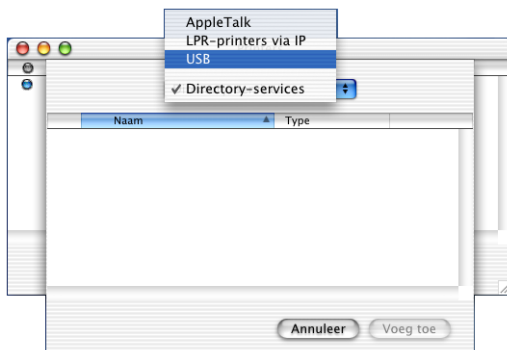 AppleTalk
LPR-printers via IP
USB
✓ Directory-services
Naam Type
Annuleer Voeg toe